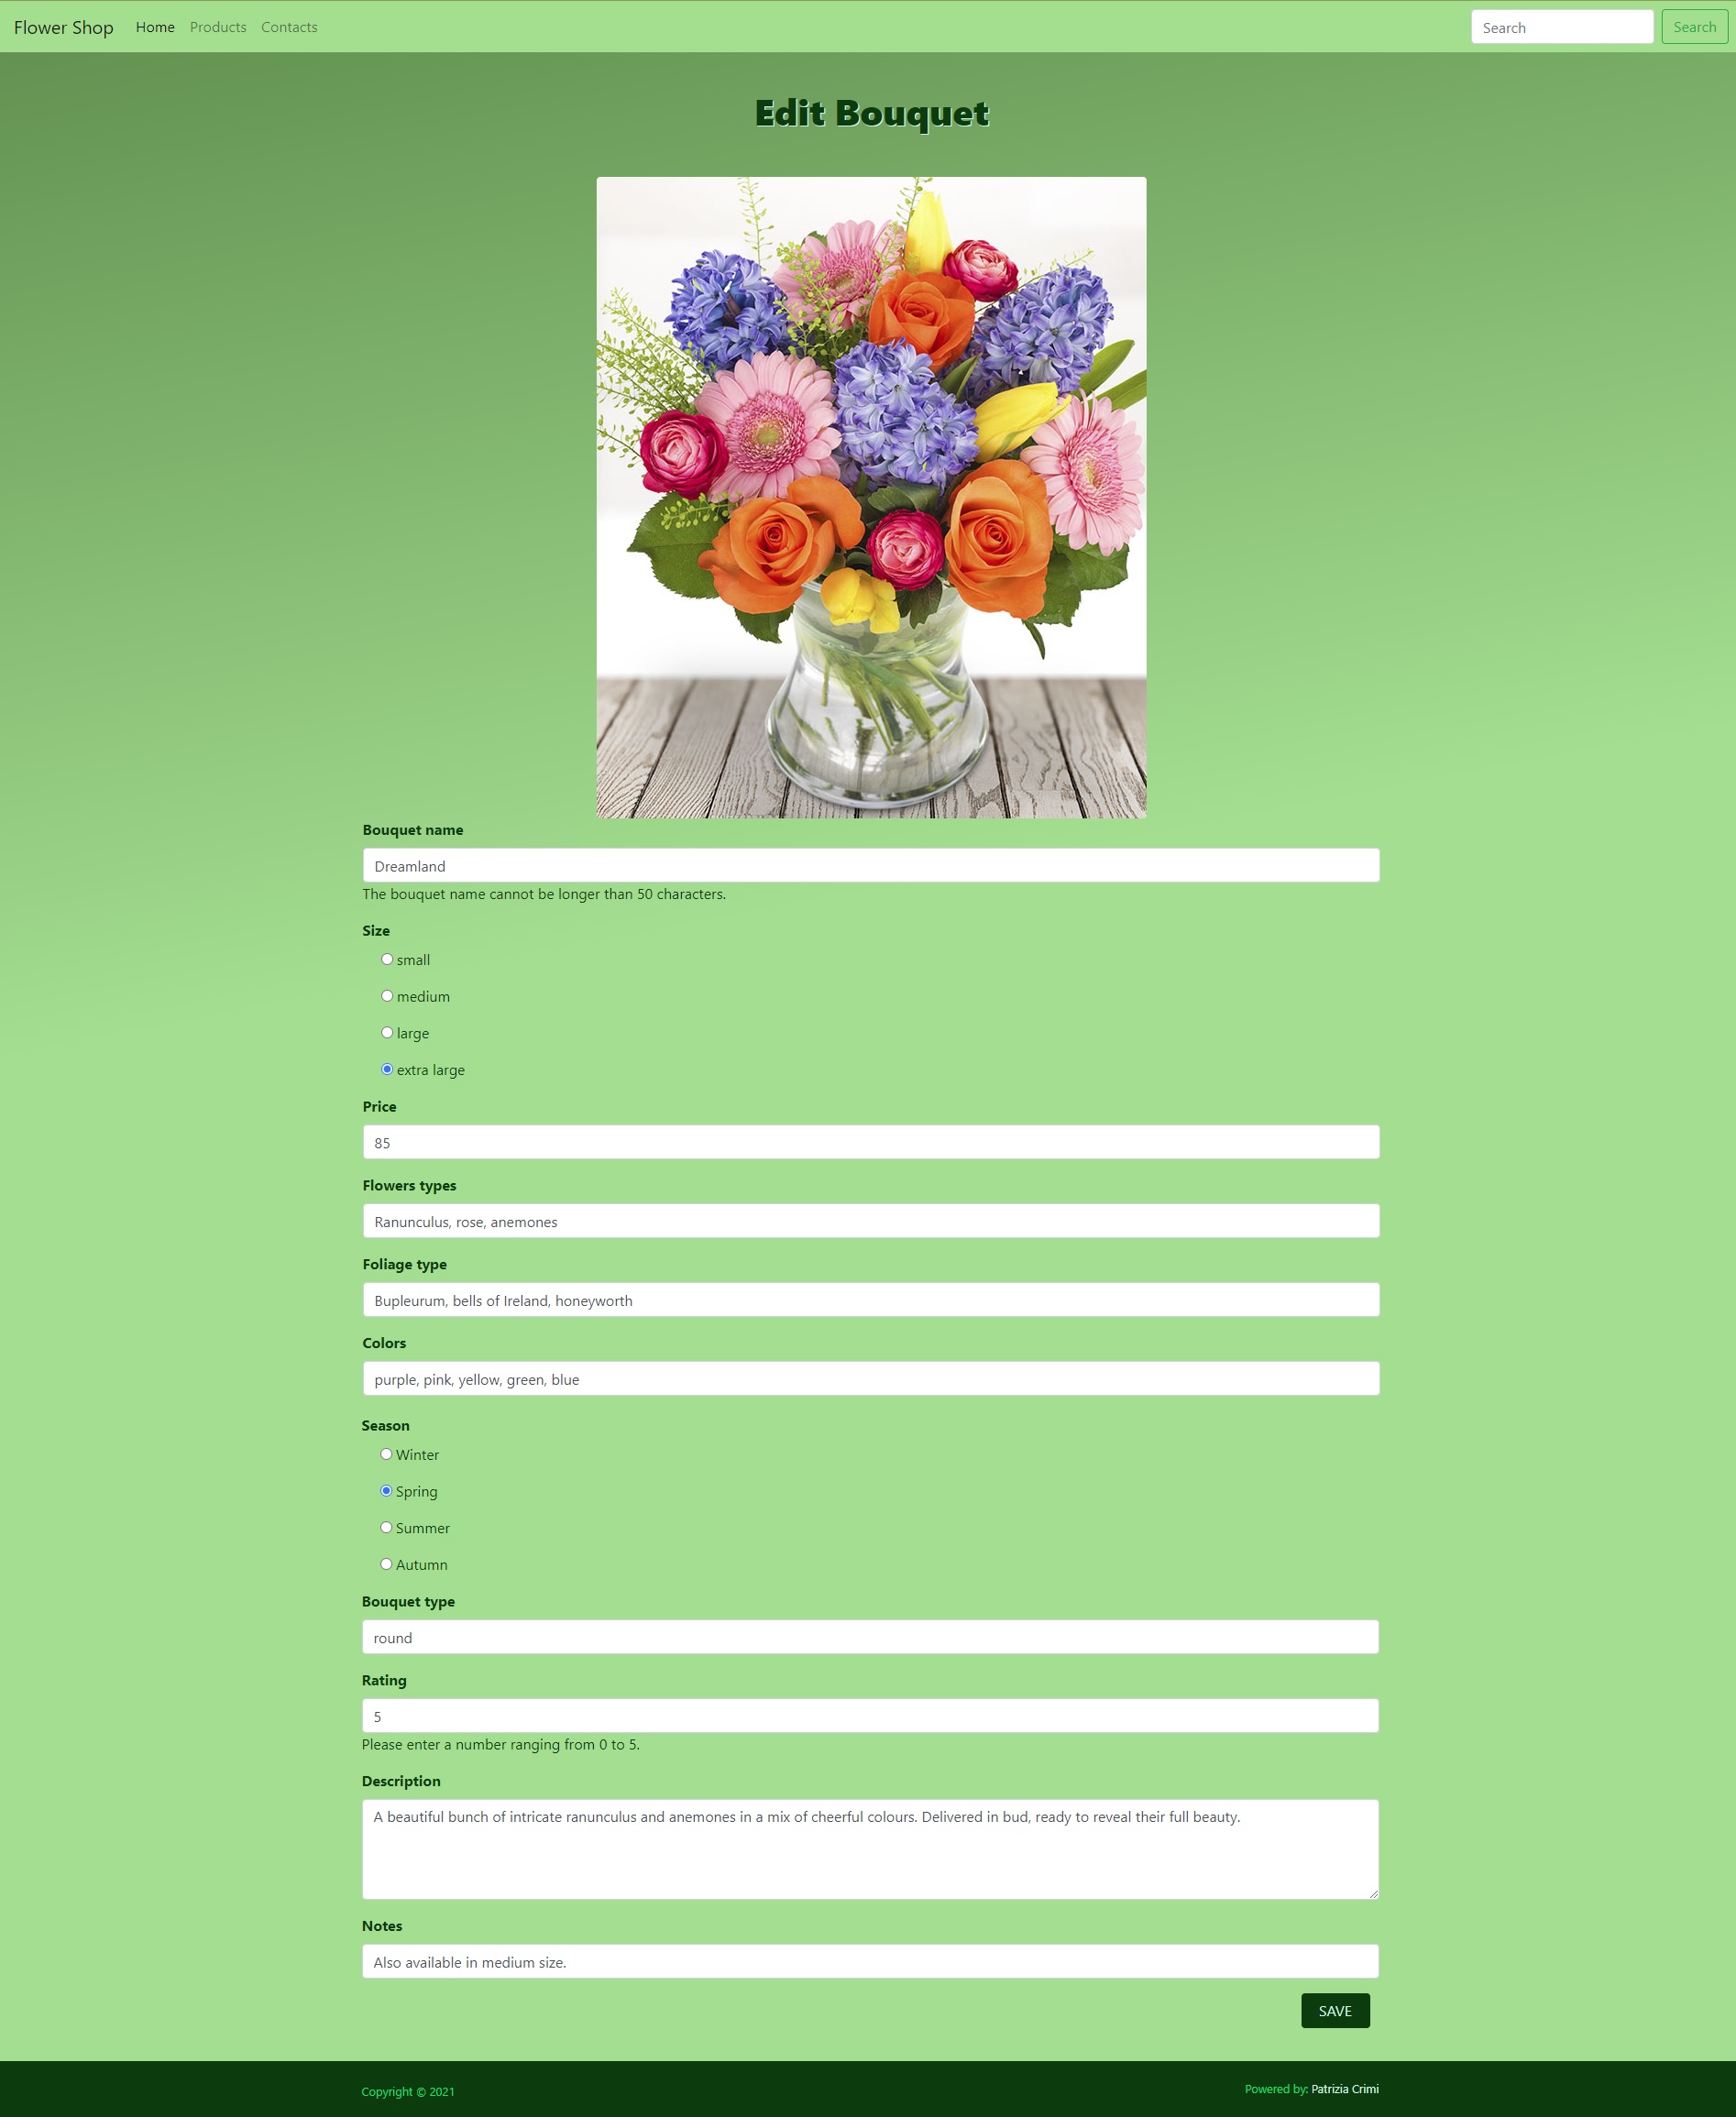 Flower Shop Home Products Contacts Search Search
Edit Bouquet
Bouquet name
Dreamland
The bouquet name cannot be longer than 50 characters.
Size
small
medium
large
extra large
Price
85
Flowers types
Ranunculus, rose, anemones
Foliage type
Bupleurum, bells of Ireland, honeyworth
Colors
purple, pink, yellow, green, blue
Season
Winter
Spring
Summer
Autumn
Bouquet type
round
Rating
5
Please enter a number ranging from 0 to 5.
Description
A beautiful bunch of intricate ranunculus and anemones in a mix of cheerful colours. Delivered in bud, ready to reveal their full beauty.
Notes
Also available in medium size.
SAVE
Copyright © 2021 Powered by: Patrizia Crimi